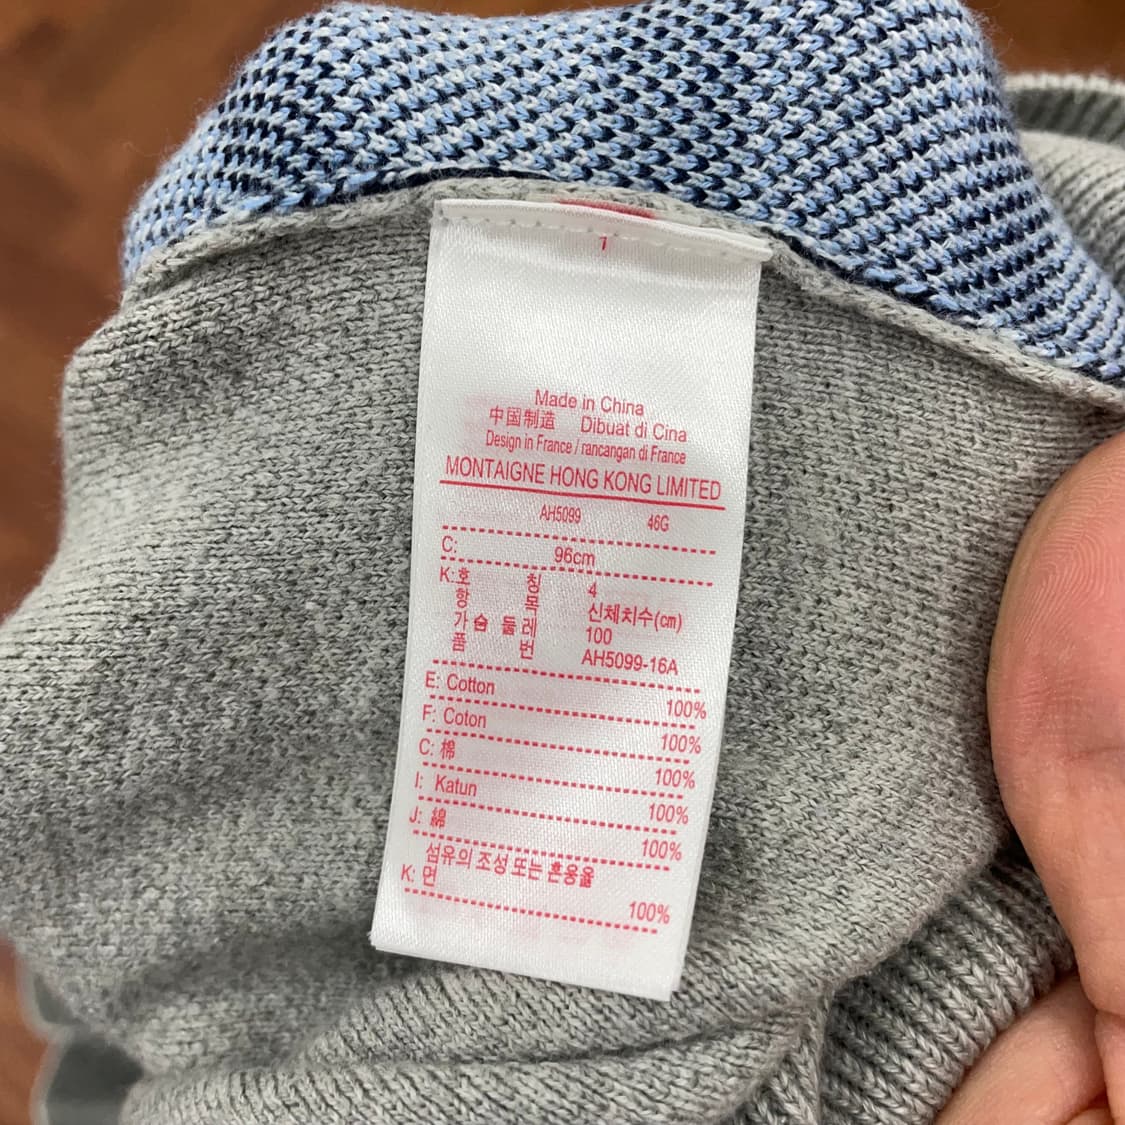 1
Made in China
中国制造 Dibuat di Cina
Design in France / rancangan di France
MONTAIGNE HONG KONG LIMITED
AH5099 46G
C: 96cm
K: 호 칭 4
항 목 신체치수(cm)
가슴 둘레 100
품 번 AH5099-16A
E: Cotton 100%
F: Coton 100%
C: 棉 100%
I: Katun 100%
J: 綿 100%
섬유의 조성 또는 혼용율
K: 면 100%